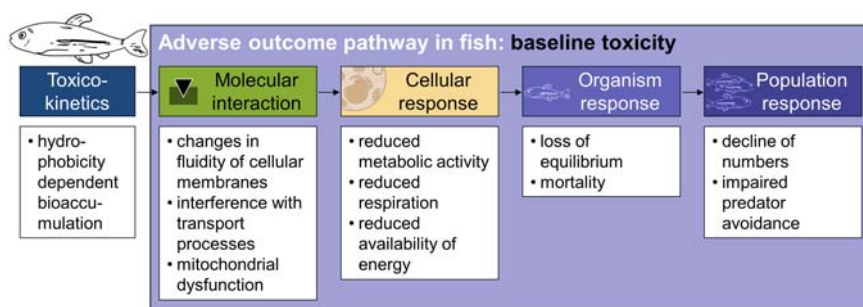 Adverse outcome pathway in fish: baseline toxicity
Toxico-
kinetics
Molecular
interaction
Cellular
response
Organism
response
Population
response
• hydro-
phobicity
dependent
bioaccu-
mulation
• changes in
fluidity of cellular
membranes
• interference with
transport
processes
• mitochondrial
dysfunction
• reduced
metabolic activity
• reduced
respiration
• reduced
availability of
energy
• loss of
equilibrium
• mortality
• decline of
numbers
• impaired
predator
avoidance